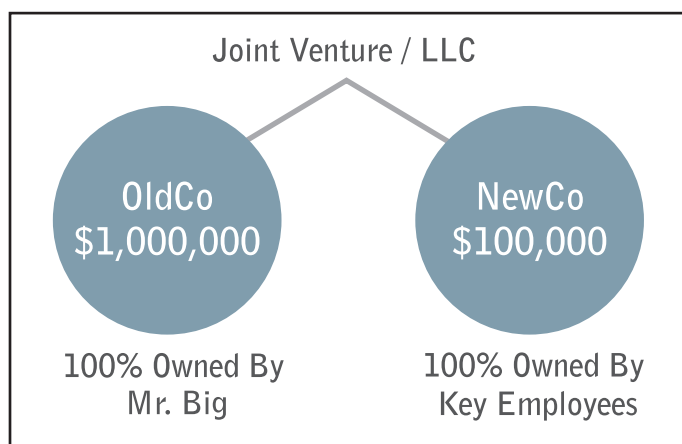 Joint Venture / LLC
OldCo
$1,000,000
NewCo
$100,000
100% Owned By
Mr. Big
100% Owned By
Key Employees